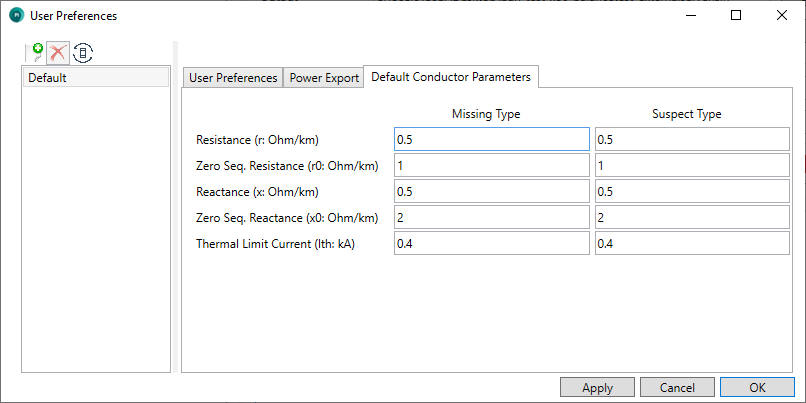 User Preferences
Default
User Preferences
Power Export
Default Conductor Parameters
Missing Type
Suspect Type
Resistance (r: Ohm/km)
0.5
0.5
Zero Seq. Resistance (r0: Ohm/km)
1
1
Reactance (x: Ohm/km)
0.5
0.5
Zero Seq. Reactance (x0: Ohm/km)
2
2
Thermal Limit Current (Ith: kA)
0.4
0.4
Apply
Cancel
OK